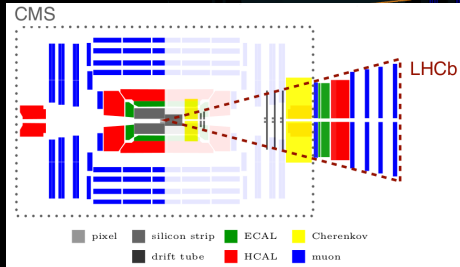 CMS
LHCb
pixel silicon strip ECAL Cherenkov
drift tube HCAL muon